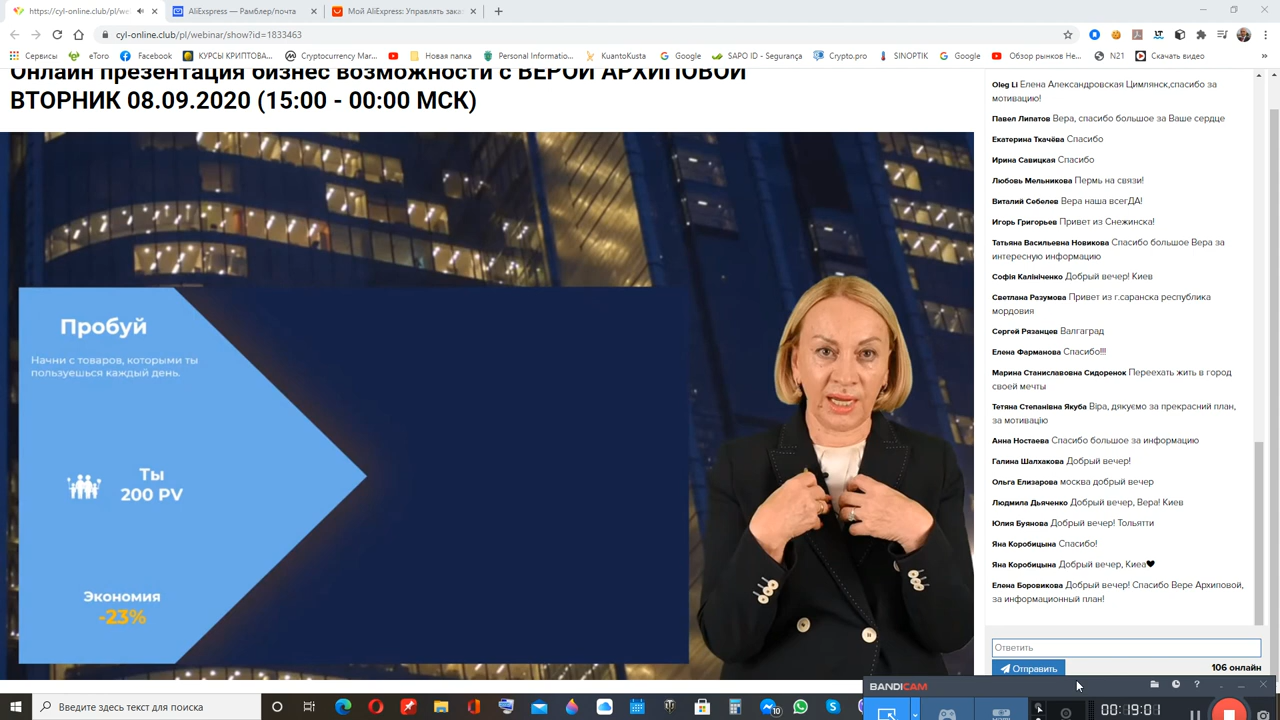 https://cyl-online.club/pl/we
AliExspress — Рамблер/почта
Мой AliExpress: Управлять зака
cyl-online.club/pl/webinar/show?id=1833463
Сервисы
eToro
Facebook
КУРСЫ КРИПТОВА...
Cryptocurrency Mar...
Новая папка
Personal Informatio...
KuantoKusta
Google
SAPO ID - Segurança
Crypto.pro
SINOPTIK
Google
Обзор рынков Не...
N21
Скачать видео
Онлайн презентация бизнес возможности с ВЕРОЙ АРХИПОВОЙ
ВТОРНИК 08.09.2020 (15:00 - 00:00 МСК)
Пробуй
Начни с товаров, которыми ты
пользуешься каждый день.
Ты
200 PV
Экономия
-23%
Oleg Li Елена Александровская Цимлянск,спасибо за
мотивацию!
Павел Липатов Вера, спасибо большое за Ваше сердце
Екатерина Ткачёва Спасибо
Ирина Савицкая Спасибо
Любовь Мельникова Пермь на связи!
Виталий Себелев Вера наша всегДА!
Игорь Григорьев Привет из Снежинска!
Татьяна Васильевна Новикова Спасибо большое Вера за
интересную информацию
Софія Калініченко Добрый вечер! Киев
Светлана Разумова Привет из г.саранска республика
мордовия
Сергей Рязанцев Валгаград
Елена Фарманова Спасибо!!!
Марина Станиславовна Сидоренок Переехать жить в город
своей мечты
Тетяна Степанівна Якуба Віра, дякуємо за прекрасний план,
за мотивацію
Анна Ностаева Спасибо большое за информацию
Галина Шалхакова Добрый вечер!
Ольга Елизарова москва добрый вечер
Людмила Дьяченко Добрый вечер, Вера! Киев
Юлия Буянова Добрый вечер! Тольятти
Яна Коробицына Спасибо!
Яна Коробицына Добрый вечер, Киеа🖤
Елена Боровикова Добрый вечер! Спасибо Вере Архиповой,
за информационный план!
Ответить
Отправить
106 онлайн
BANDICAM
00:19:01
Введите здесь текст для поиска
10